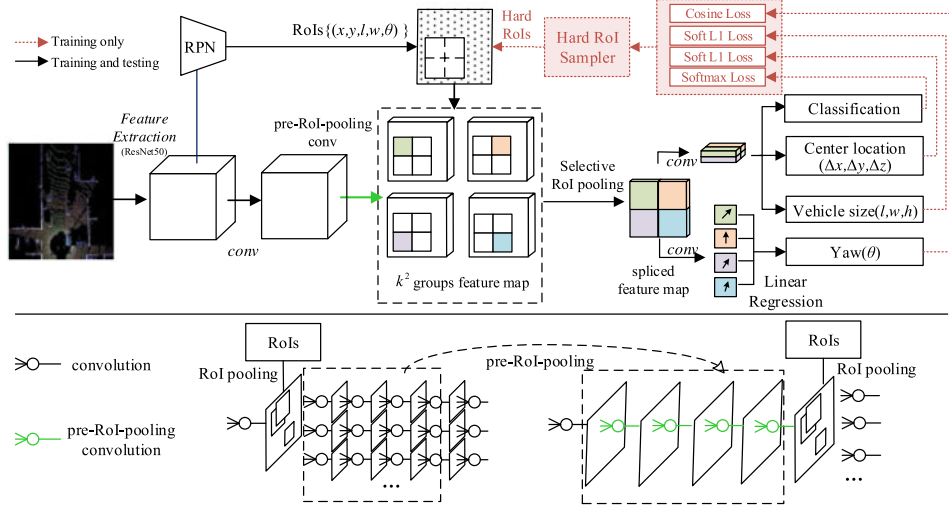 Training only
Training and testing
RPN
RoIs{(x,y,l,w,θ) }
Hard
RoIs
Hard RoI
Sampler
Cosine Loss
Soft L1 Loss
Soft L1 Loss
Softmax Loss
Feature
Extraction
(ResNet50)
pre-RoI-pooling
conv
conv
k² groups feature map
Selective
RoI pooling
conv
conv
spliced
feature map
Linear
Regression
Classification
Center location
(Δx,Δy,Δz)
Vehicle size(l,w,h)
Yaw(θ)
convolution
pre-RoI-pooling
convolution
RoIs
RoI pooling
...
pre-RoI-pooling
RoIs
RoI pooling
...